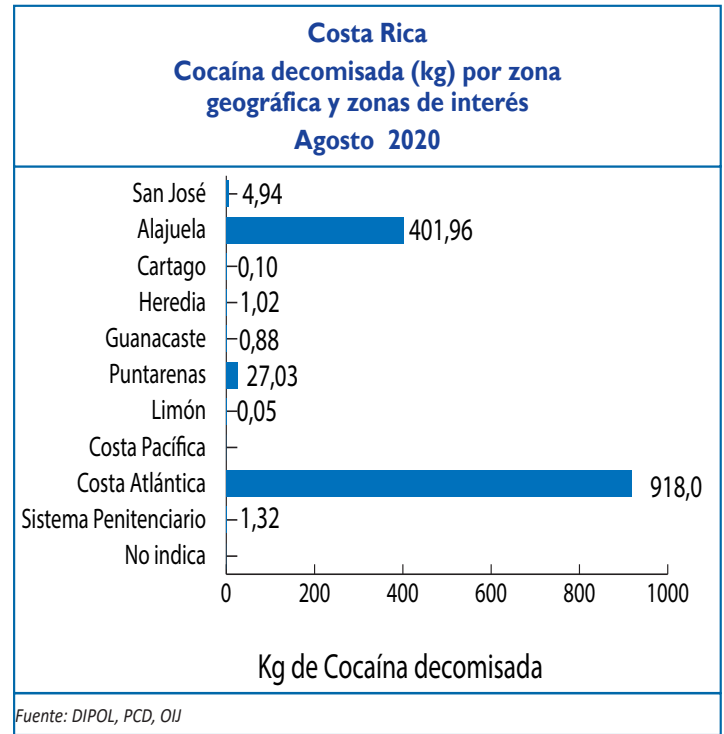 Costa Rica
Cocaína decomisada (kg) por zona
geográfica y zonas de interés
Agosto 2020
San José 4,94
Alajuela 401,96
Cartago 0,10
Heredia 1,02
Guanacaste 0,88
Puntarenas 27,03
Limón 0,05
Costa Pacífica
Costa Atlántica 918,0
Sistema Penitenciario 1,32
No indica
0 200 400 600 800 1000
Kg de Cocaína decomisada
Fuente: DIPOL, PCD, OIJ